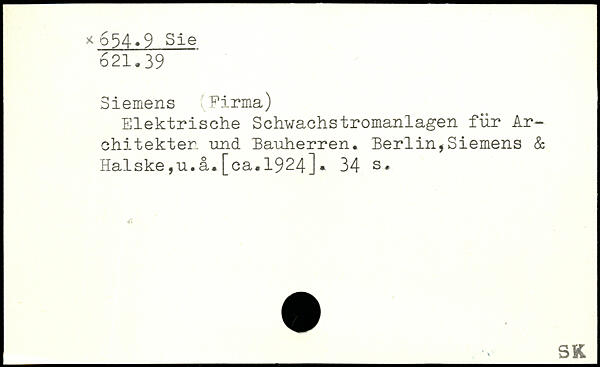 × 654.9 Sie
621.39
Siemens (Firma)
Elektrische Schwachstromanlagen für Ar-
chitekten und Bauherren. Berlin,Siemens &
Halske,u.å.[ca.1924]. 34 s.
SK